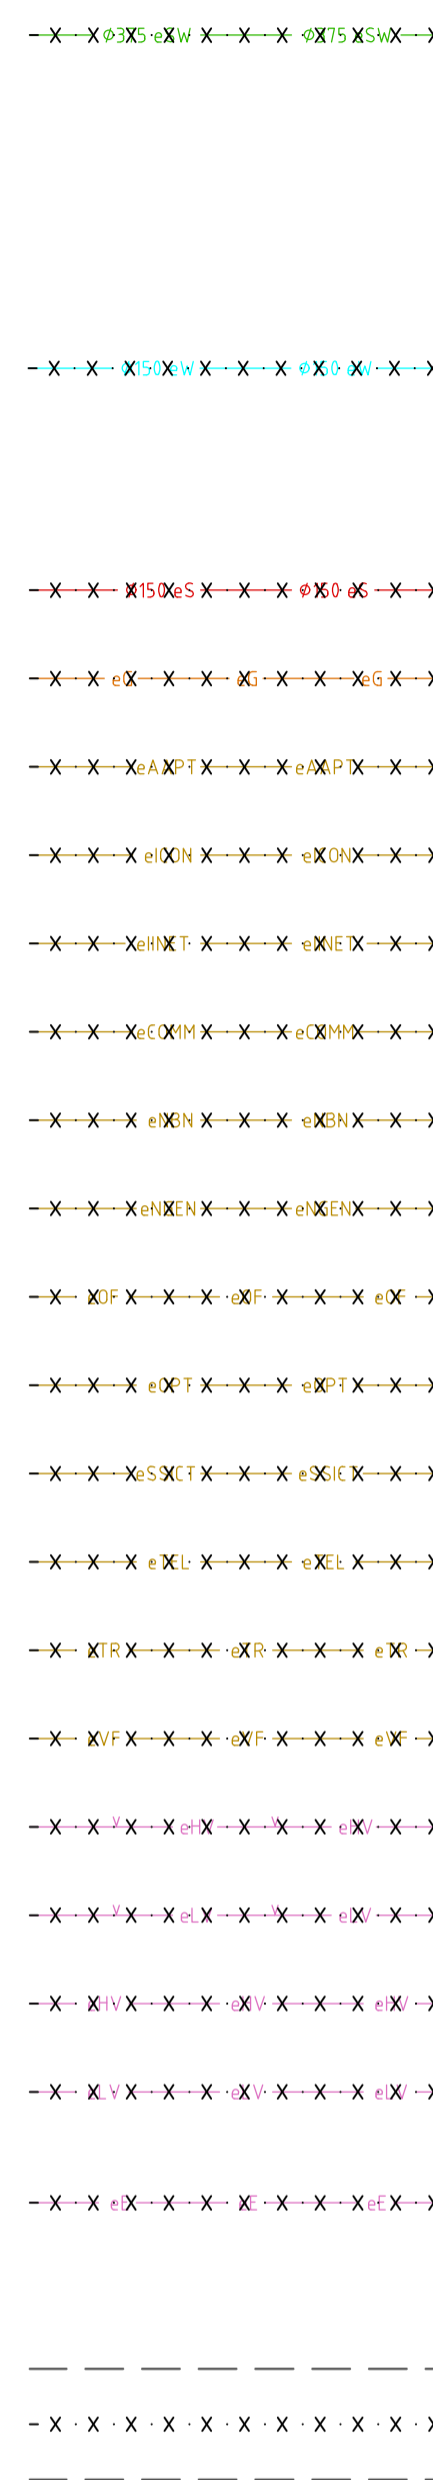 Ø375 eSW Ø375 eSW
Ø150 eW Ø150 eW
Ø150 eS Ø150 eS
eG eG eG
eAAPT eAAPT
eICON eICON
eIINET eIINET
eCOMM eCOMM
eNBN eNBN
eNGEN eNGEN
eOF eOF eOF
eOPT eOPT
eSSICT eSSICT
eTEL eTEL
eTR eTR eTR
eVF eVF eVF
v eHV v eHV
v eLV v eLV
eHV eHV eHV
eLV eLV eLV
eE eE eE